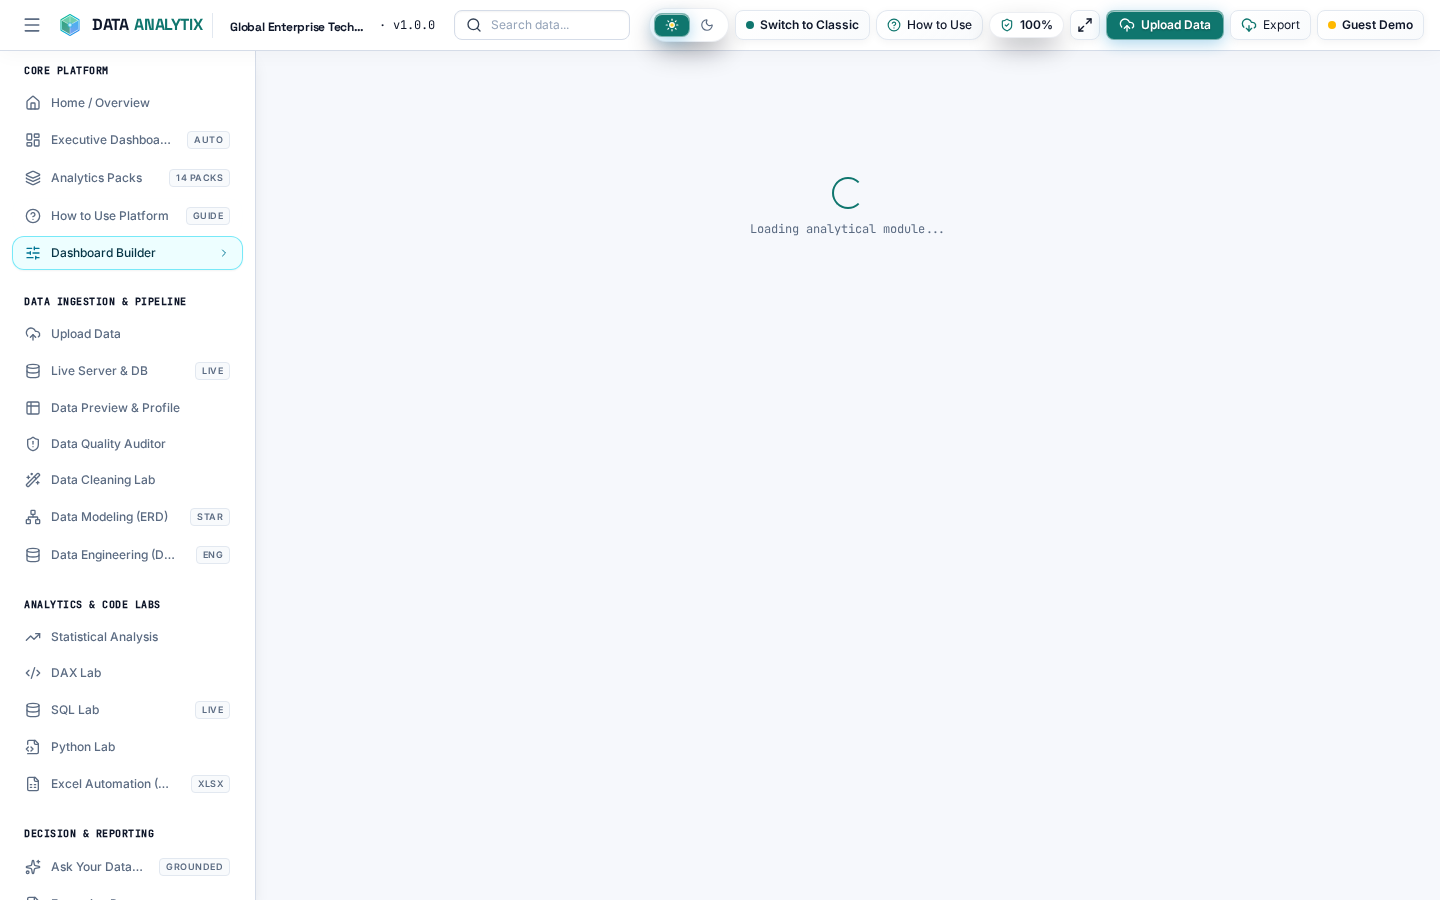 DATA ANALYTIX
Global Enterprise Tech...
· v1.0.0
Search data...
Switch to Classic
How to Use
100%
Upload Data
Export
Guest Demo
CORE PLATFORM
Home / Overview
Executive Dashboa... AUTO
Analytics Packs 14 PACKS
How to Use Platform GUIDE
Dashboard Builder
DATA INGESTION & PIPELINE
Upload Data
Live Server & DB LIVE
Data Preview & Profile
Data Quality Auditor
Data Cleaning Lab
Data Modeling (ERD) STAR
Data Engineering (D... ENG
ANALYTICS & CODE LABS
Statistical Analysis
DAX Lab
SQL Lab LIVE
Python Lab
Excel Automation (... XLSX
DECISION & REPORTING
Ask Your Data... GROUNDED
Loading analytical module...